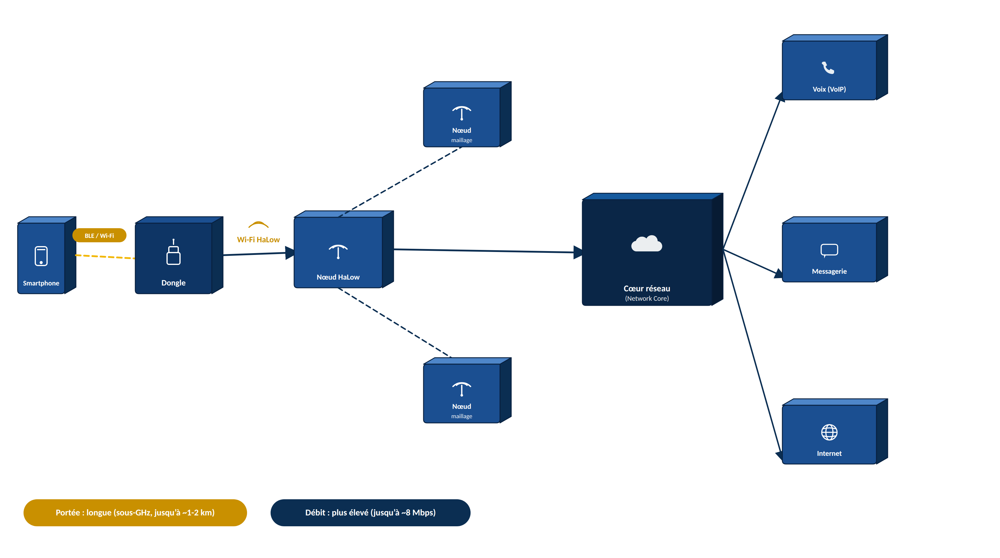 Voix (VoIP)
Nœud
maillage
BLE / Wi-Fi
Wi-Fi HaLow
Smartphone
Dongle
Nœud HaLow
Cœur réseau
(Network Core)
Messagerie
Nœud
maillage
Internet
Portée : longue (sous-GHz, jusqu’à ~1-2 km)
Débit : plus élevé (jusqu’à ~8 Mbps)